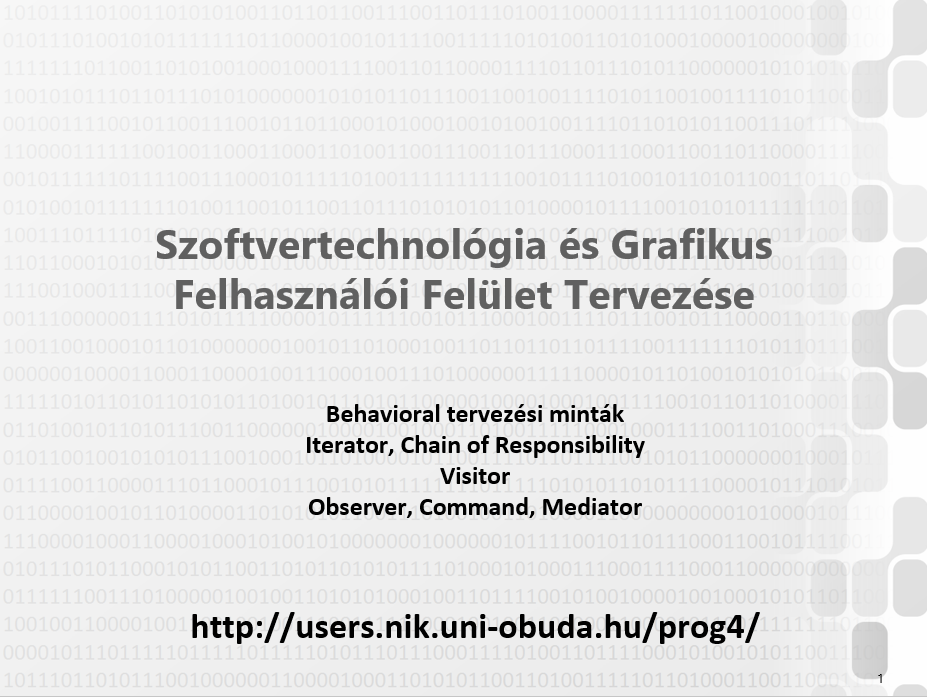 Szoftvertechnológia és Grafikus
Felhasználói Felület Tervezése
Behavioral tervezési minták
Iterator, Chain of Responsibility
Visitor
Observer, Command, Mediator
http://users.nik.uni-obuda.hu/prog4/
1